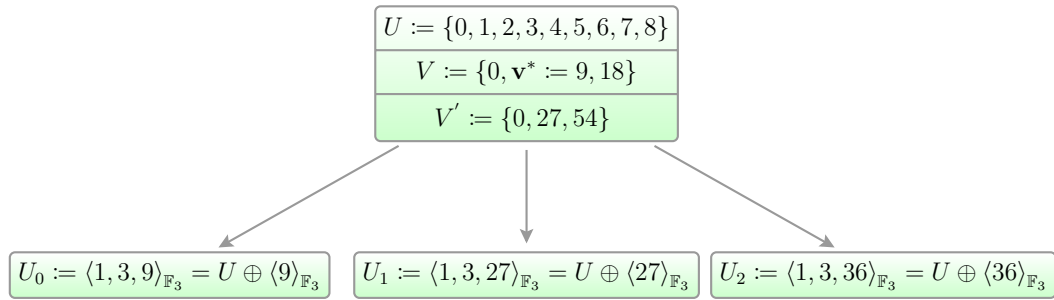 U ≔ {0, 1, 2, 3, 4, 5, 6, 7, 8}
V ≔ {0, v* ≔ 9, 18}
V′ ≔ {0, 27, 54}
U₀ ≔ ⟨1, 3, 9⟩_𝔽₃ = U ⊕ ⟨9⟩_𝔽₃
U₁ ≔ ⟨1, 3, 27⟩_𝔽₃ = U ⊕ ⟨27⟩_𝔽₃
U₂ ≔ ⟨1, 3, 36⟩_𝔽₃ = U ⊕ ⟨36⟩_𝔽₃